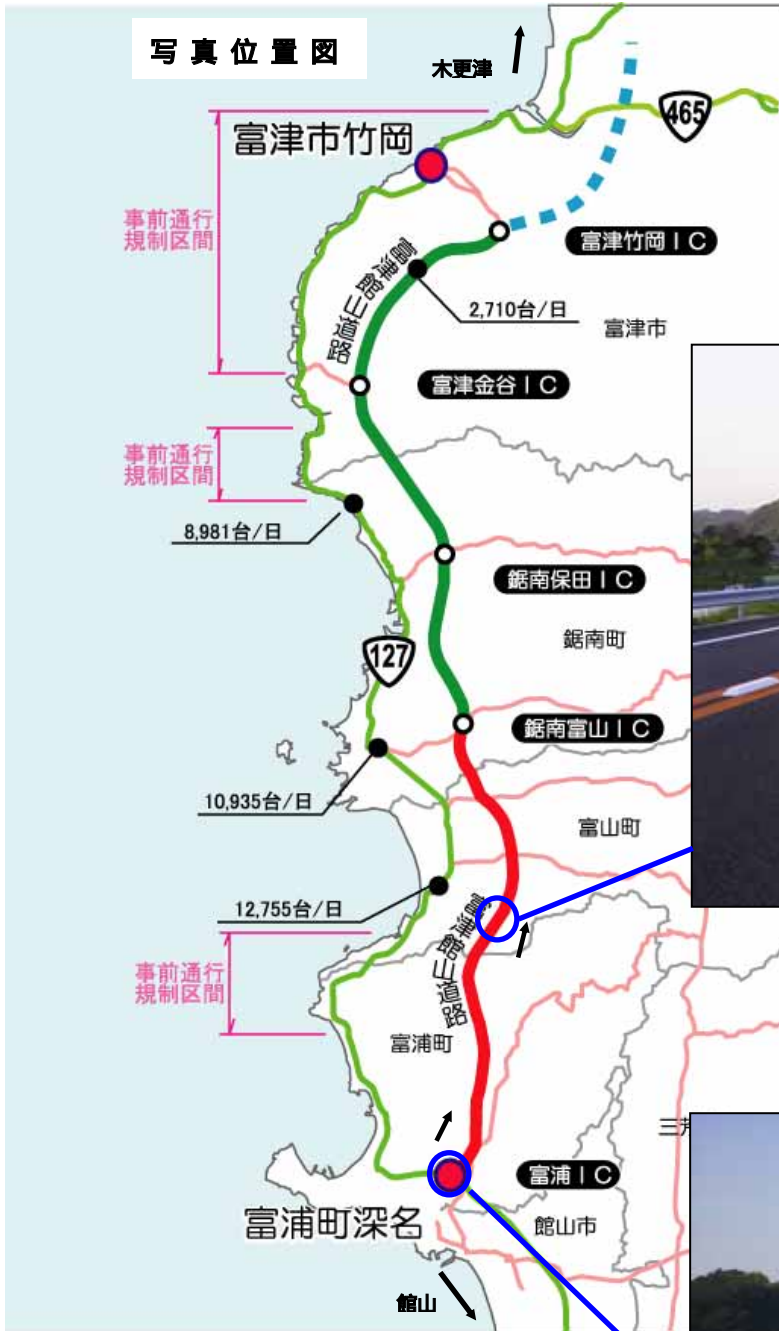 写真位置図
木更津
465
富津市竹岡
事前通行
規制区間
富津竹岡IC
富津館山道路
2,710台/日
富津市
富津金谷IC
事前通行
規制区間
8,981台/日
鋸南保田IC
鋸南町
127
鋸南富山IC
10,935台/日
富山町
12,755台/日
富津館山道路
事前通行
規制区間
富浦町
富浦IC
富浦町深名
館山市
館山